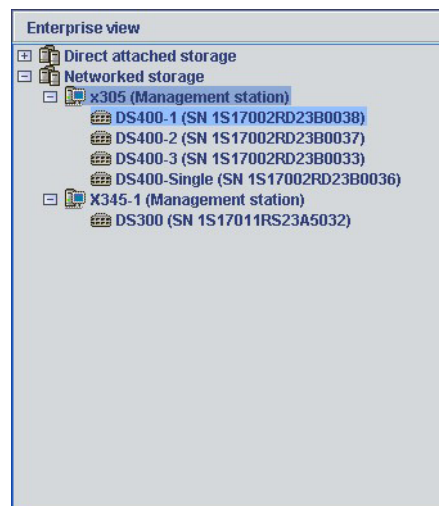 Enterprise view
Direct attached storage
Networked storage
x305 (Management station)
DS400-1 (SN 1S17002RD23B0038)
DS400-2 (SN 1S17002RD23B0037)
DS400-3 (SN 1S17002RD23B0033)
DS400-Single (SN 1S17002RD23B0036)
X345-1 (Management station)
DS300 (SN 1S17011RS23A5032)